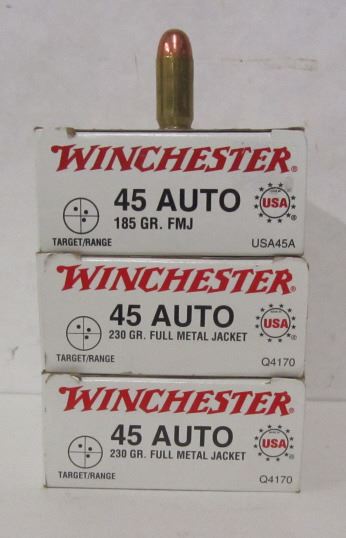 WINCHESTER®
45 AUTO
185 GR. FMJ
USA
TARGET/RANGE
USA45A
WINCHESTER®
45 AUTO
230 GR. FULL METAL JACKET
USA
TARGET/RANGE
Q4170
WINCHESTER®
45 AUTO
230 GR. FULL METAL JACKET
USA
TARGET/RANGE
Q4170